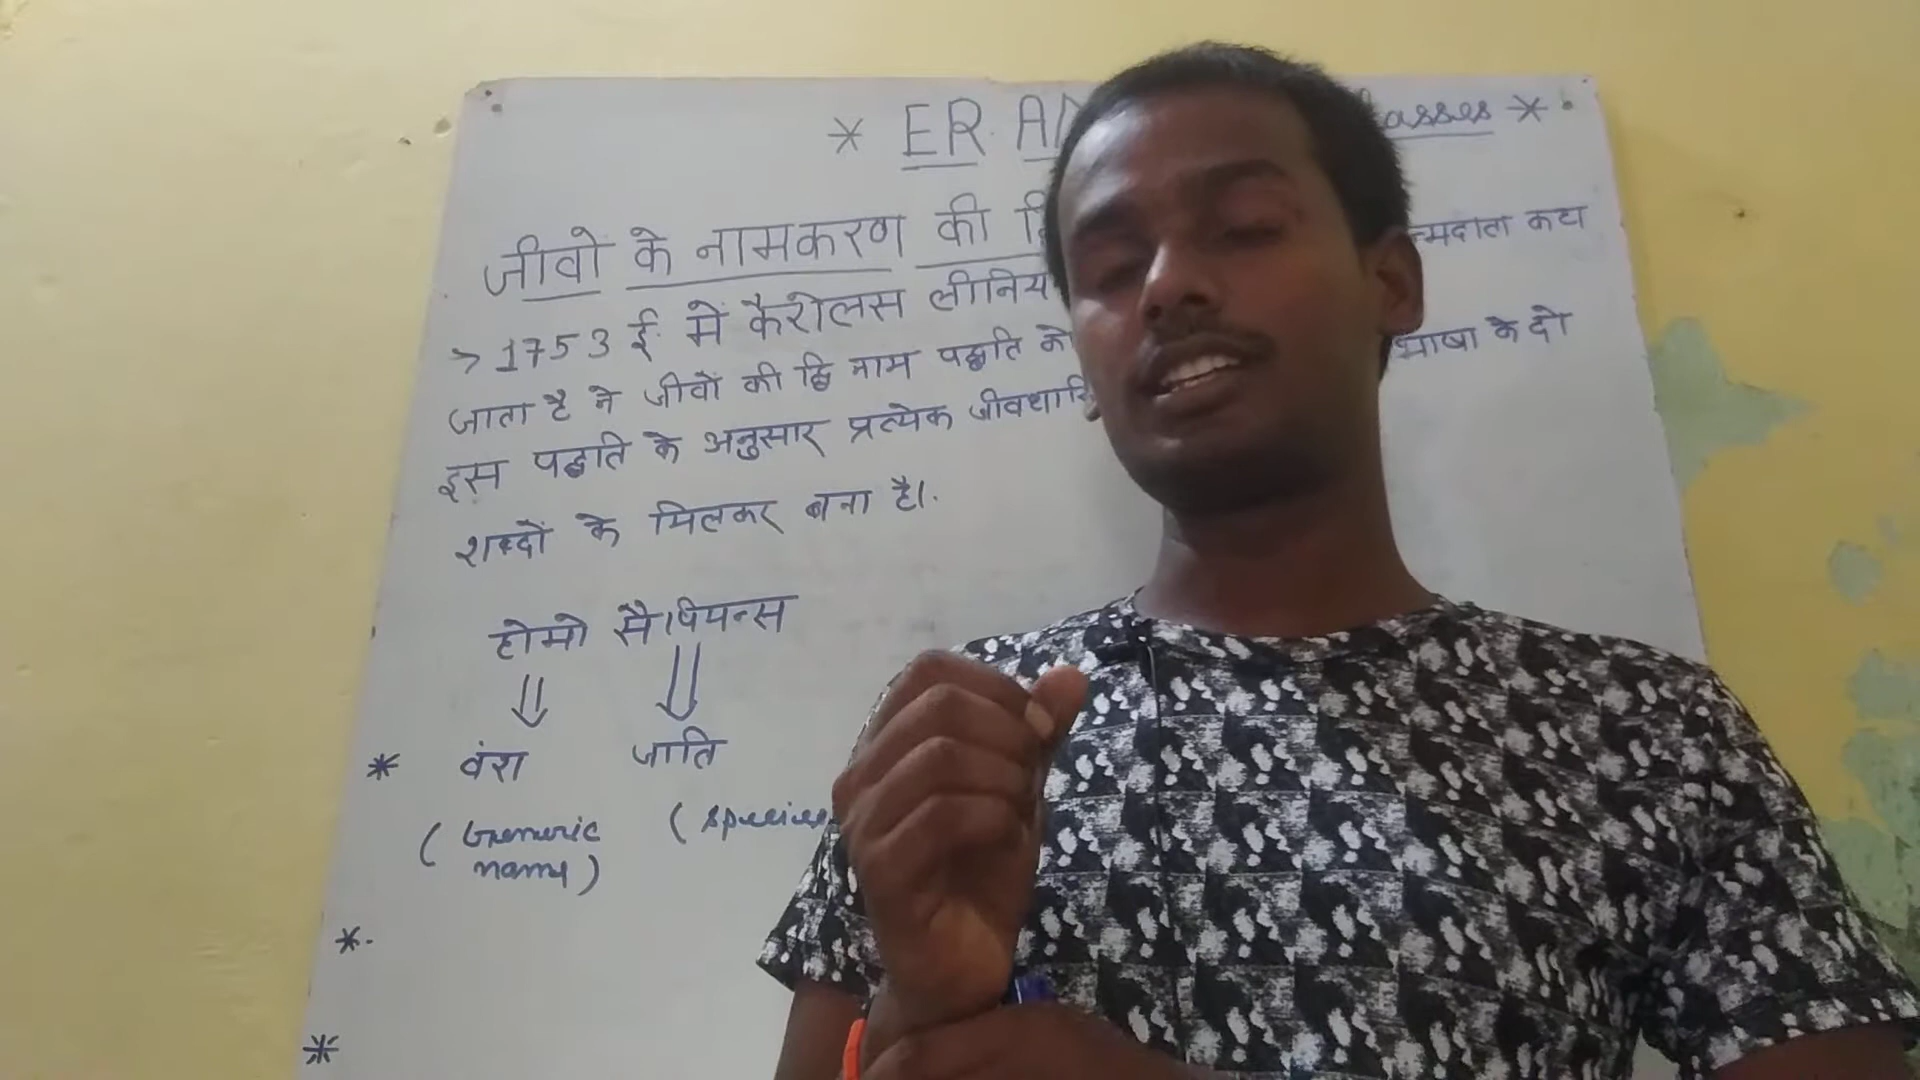 * ER. AN asses *
जीवो के नामकरण की
> 1753 ई. में कैरोलस लीनिय न्मदाता कहा
जाता है ने जीवों की द्वि नाम पद्धति को
इस पद्धति के अनुसार प्रत्येक जीवधारि भाषा के दो
शब्दों के मिलकर बना है।.
होमो सैपियन्स
* वंश जाति
( Generic ( species
name )
*.
*